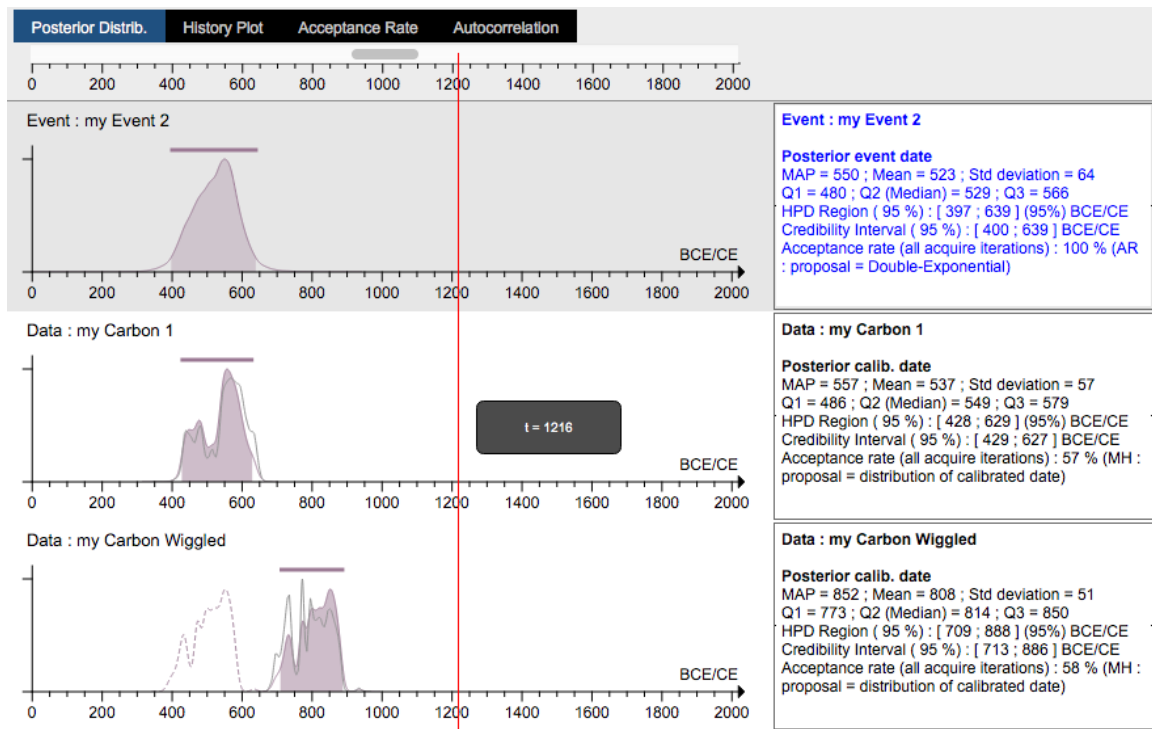 Posterior Distrib. History Plot Acceptance Rate Autocorrelation
0 200 400 600 800 1000 1200 1400 1600 1800 2000
Event : my Event 2
BCE/CE
0 200 400 600 800 1000 1200 1400 1600 1800 2000
Event : my Event 2
Posterior event date
MAP = 550 ; Mean = 523 ; Std deviation = 64
Q1 = 480 ; Q2 (Median) = 529 ; Q3 = 566
HPD Region ( 95 %) : [ 397 ; 639 ] (95%) BCE/CE
Credibility Interval ( 95 %) : [ 400 ; 639 ] BCE/CE
Acceptance rate (all acquire iterations) : 100 % (AR
: proposal = Double-Exponential)
Data : my Carbon 1
t = 1216
BCE/CE
0 200 400 600 800 1000 1200 1400 1600 1800 2000
Data : my Carbon 1
Posterior calib. date
MAP = 557 ; Mean = 537 ; Std deviation = 57
Q1 = 486 ; Q2 (Median) = 549 ; Q3 = 579
HPD Region ( 95 %) : [ 428 ; 629 ] (95%) BCE/CE
Credibility Interval ( 95 %) : [ 429 ; 627 ] BCE/CE
Acceptance rate (all acquire iterations) : 57 % (MH :
proposal = distribution of calibrated date)
Data : my Carbon Wiggled
BCE/CE
0 200 400 600 800 1000 1200 1400 1600 1800 2000
Data : my Carbon Wiggled
Posterior calib. date
MAP = 852 ; Mean = 808 ; Std deviation = 51
Q1 = 773 ; Q2 (Median) = 814 ; Q3 = 850
HPD Region ( 95 %) : [ 709 ; 888 ] (95%) BCE/CE
Credibility Interval ( 95 %) : [ 713 ; 886 ] BCE/CE
Acceptance rate (all acquire iterations) : 58 % (MH :
proposal = distribution of calibrated date)